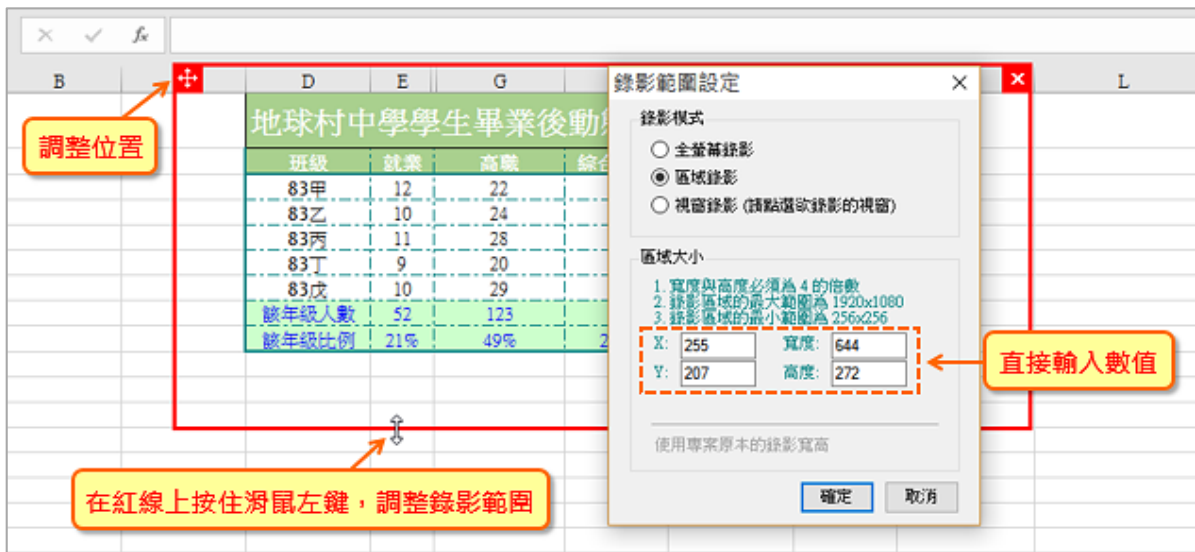 fx
B D E G L
調整位置
地球村中學學生畢業後動
班級 就業 高職 綜合
83甲 12 22
83乙 10 24
83丙 11 28
83丁 9 20
83戊 10 29
該年級人數 52 123
該年級比例 21% 49% 2
在紅線上按住滑鼠左鍵，調整錄影範圍
錄影範圍設定
錄影模式
全螢幕錄影
區域錄影
視窗錄影 (請點選欲錄影的視窗)
區域大小
1. 寬度與高度必須為 4 的倍數
2. 錄影區域的最大範圍為 1920x1080
3. 錄影區域的最小範圍為 256x256
X: 255 寬度: 644
Y: 207 高度: 272
直接輸入數值
使用專案原本的錄影寬高
確定 取消